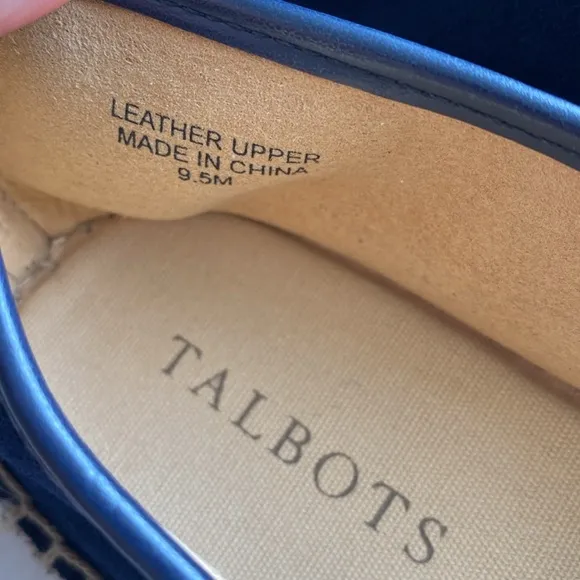 LEATHER UPPER
MADE IN CHINA
9.5M
TALBOTS